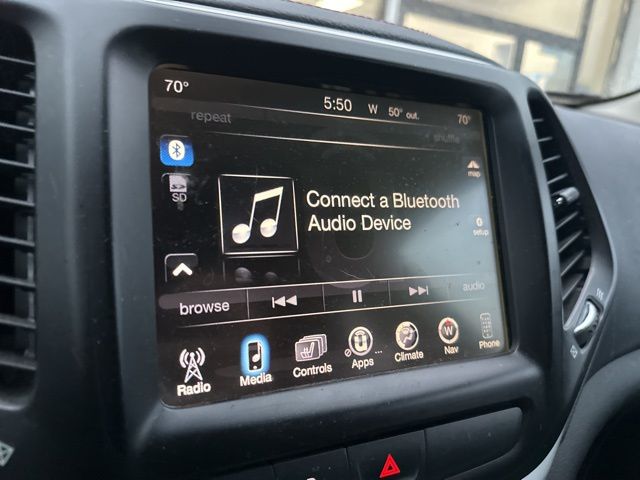 70°
5:50 W 50° out. 70°
repeat shuffle
map
SD
Connect a Bluetooth
Audio Device
setup
browse audio
Radio Media Controls Apps ... Climate Nav Phone
W